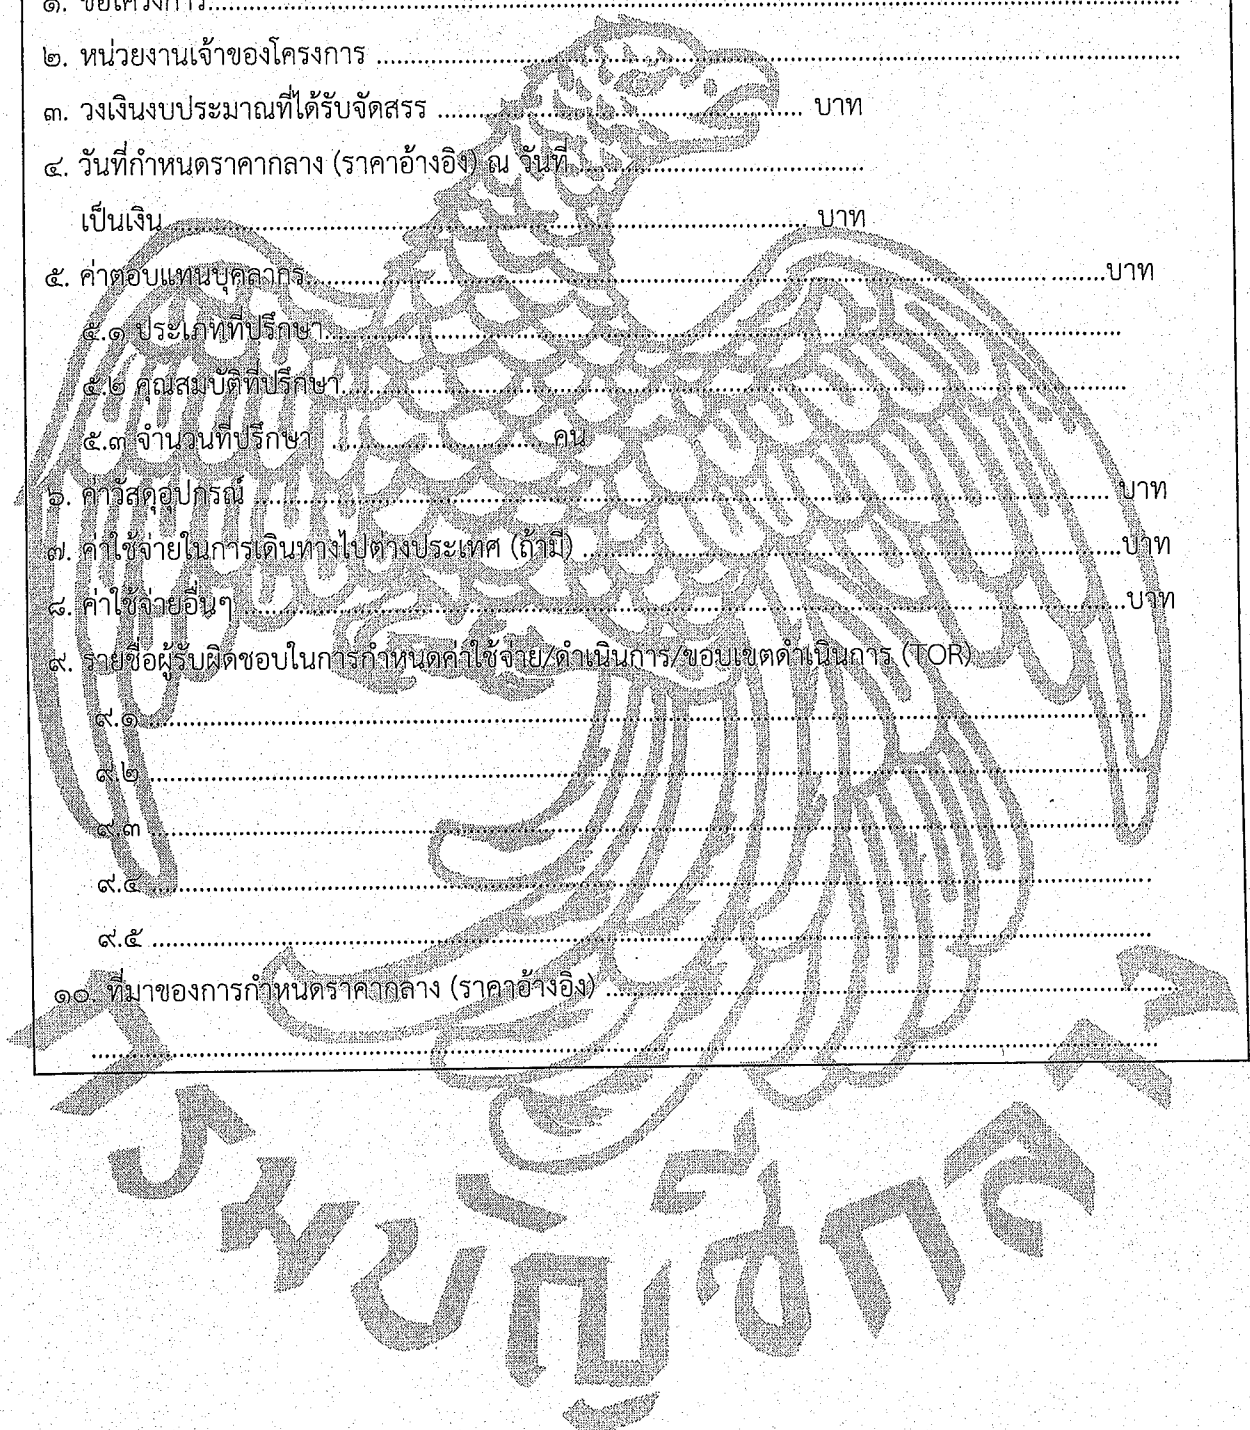 ๑. ชื่อโครงการ................................................................
๒. หน่วยงานเจ้าของโครงการ ................................................................
๓. วงเงินงบประมาณที่ได้รับจัดสรร ................................ บาท
๔. วันที่กำหนดราคากลาง (ราคาอ้างอิง) ณ วันที่ ................................
เป็นเงิน................................ บาท
๕. ค่าตอบแทนบุคลากร................................................................บาท
๕.๑ ประเภทที่ปรึกษา................................................................
๕.๒ คุณสมบัติที่ปรึกษา................................................................
๕.๓ จำนวนที่ปรึกษา ................................ คน
๖. ค่าวัสดุอุปกรณ์ ................................................................ บาท
๗. ค่าใช้จ่ายในการเดินทางไปต่างประเทศ (ถ้ามี) ................................................................บาท
๘. ค่าใช้จ่ายอื่นๆ ................................................................บาท
๙. รายชื่อผู้รับผิดชอบในการกำหนดค่าใช้จ่าย/ดำเนินการ/ขอบเขตดำเนินการ (TOR)
๙.๑ ................................................................
๙.๒ ................................................................
๙.๓ ................................................................
๙.๔ ................................................................
๙.๕ ................................................................
๑๐. ที่มาของการกำหนดราคากลาง (ราคาอ้างอิง) ................................................................
................................................................
กรมบัญชีกลาง